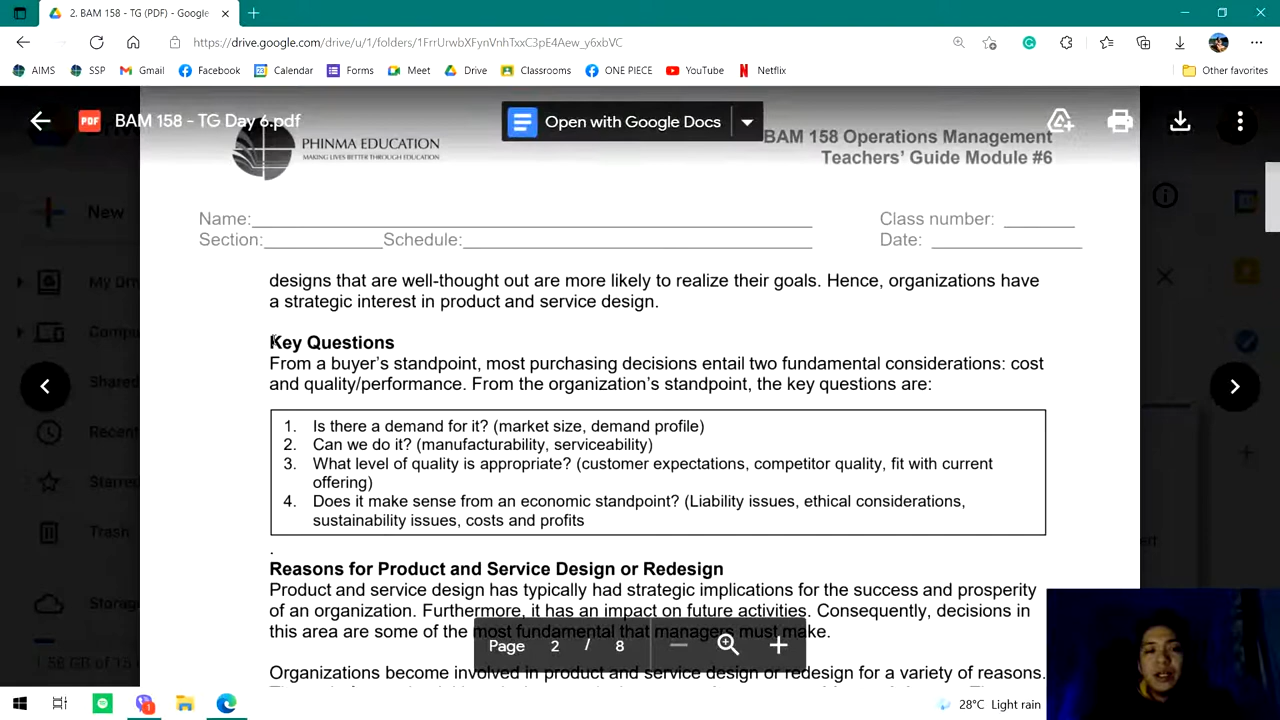 2. BAM 158 - TG (PDF) - Google
https://drive.google.com/drive/u/1/folders/1FrrUrwbXFynVnhTxxC3pE4Aew_y6xbVC
AIMS SSP Gmail Facebook Calendar Forms Meet Drive Classrooms ONE PIECE YouTube Netflix Other favorites
BAM 158 - TG Day 6.pdf
Open with Google Docs
PHINMA EDUCATION
MAKING LIVES BETTER THROUGH EDUCATION
BAM 158 Operations Management
Teachers' Guide Module #6
New
Name: Class number:
Section: Schedule: Date:
My Dri
Compu
Shared
Recen
Starre
Trash
Storag
designs that are well-thought out are more likely to realize their goals. Hence, organizations have
a strategic interest in product and service design.
Key Questions
From a buyer's standpoint, most purchasing decisions entail two fundamental considerations: cost
and quality/performance. From the organization's standpoint, the key questions are:
1. Is there a demand for it? (market size, demand profile)
2. Can we do it? (manufacturability, serviceability)
3. What level of quality is appropriate? (customer expectations, competitor quality, fit with current
offering)
4. Does it make sense from an economic standpoint? (Liability issues, ethical considerations,
sustainability issues, costs and profits
.
Reasons for Product and Service Design or Redesign
Product and service design has typically had strategic implications for the success and prosperity
of an organization. Furthermore, it has an impact on future activities. Consequently, decisions in
this area are some of the most fundamental that managers must make.
Page 2 / 8
Organizations become involved in product and service design or redesign for a variety of reasons.
28°C Light rain